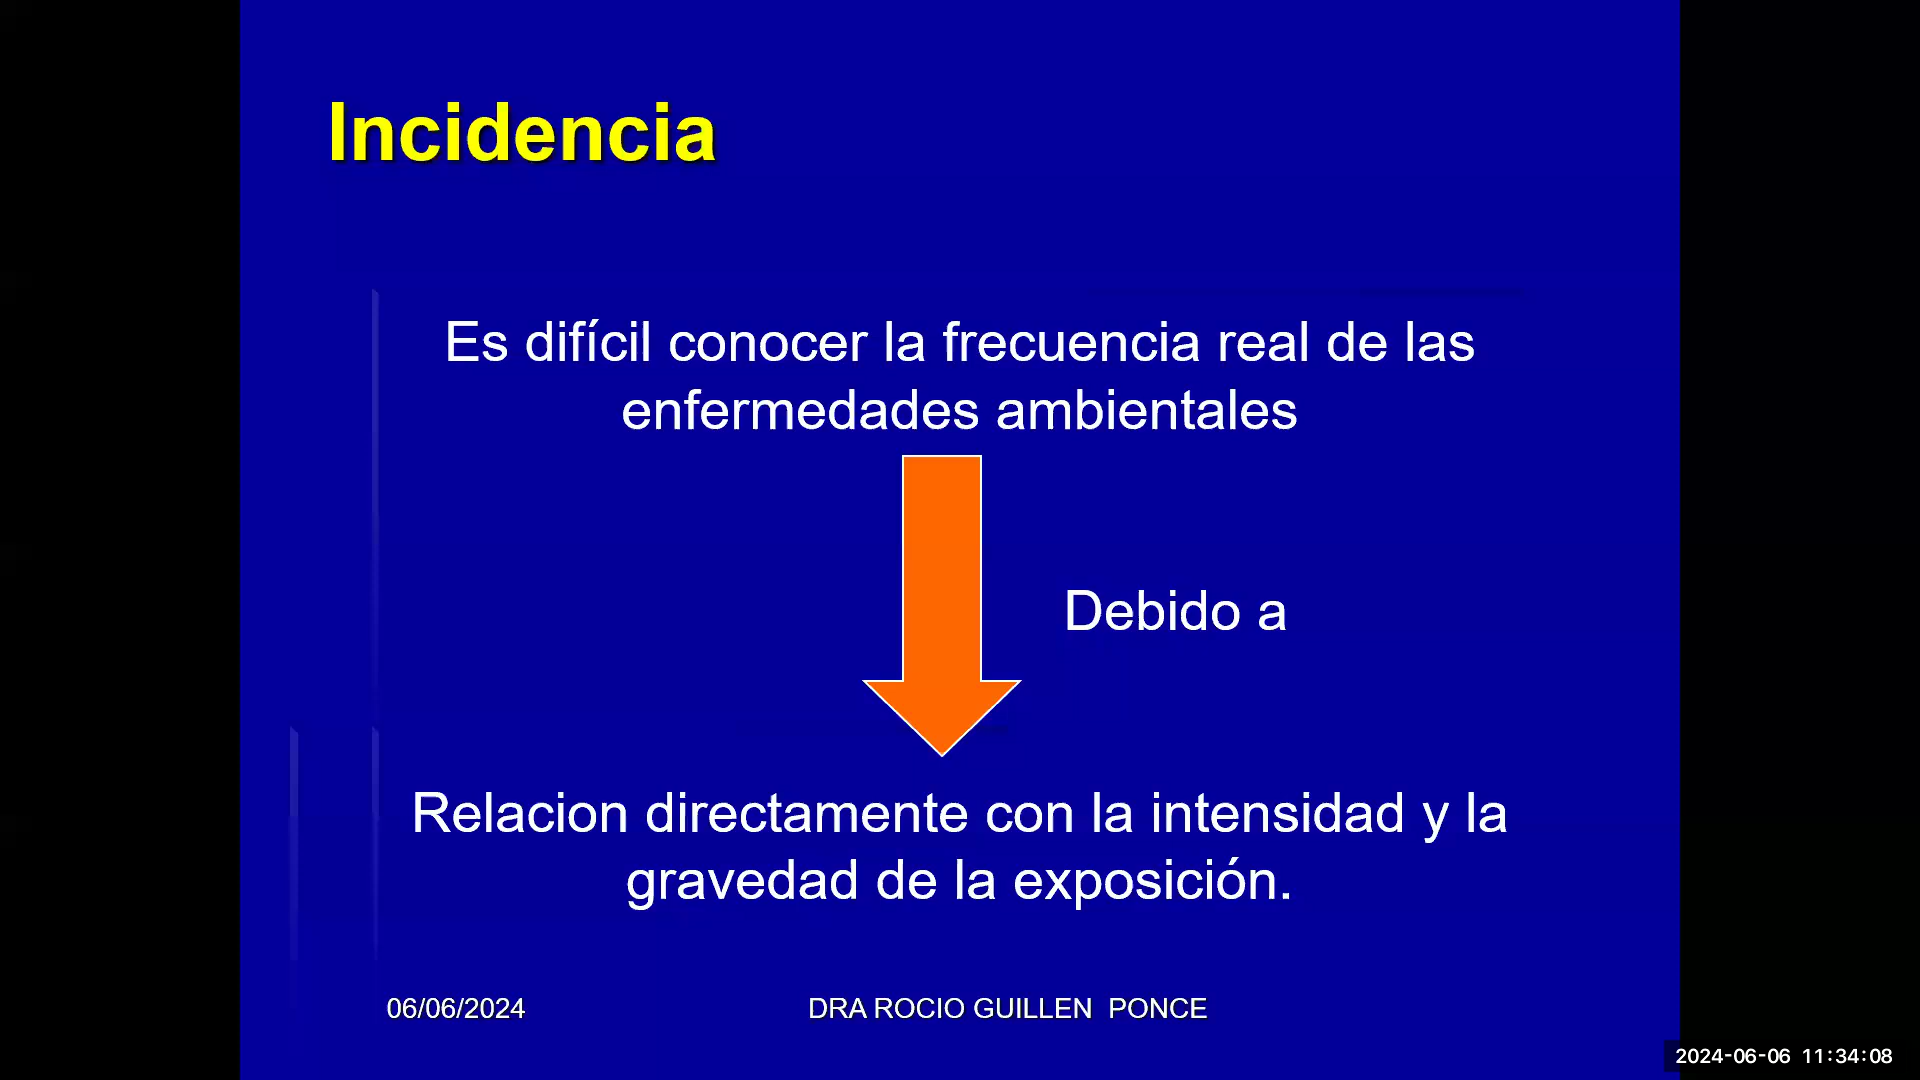 Incidencia
Es difícil conocer la frecuencia real de las
enfermedades ambientales
Debido a
Relacion directamente con la intensidad y la
gravedad de la exposición.
06/06/2024
DRA ROCIO GUILLEN  PONCE
2024-06-06 11:34:08